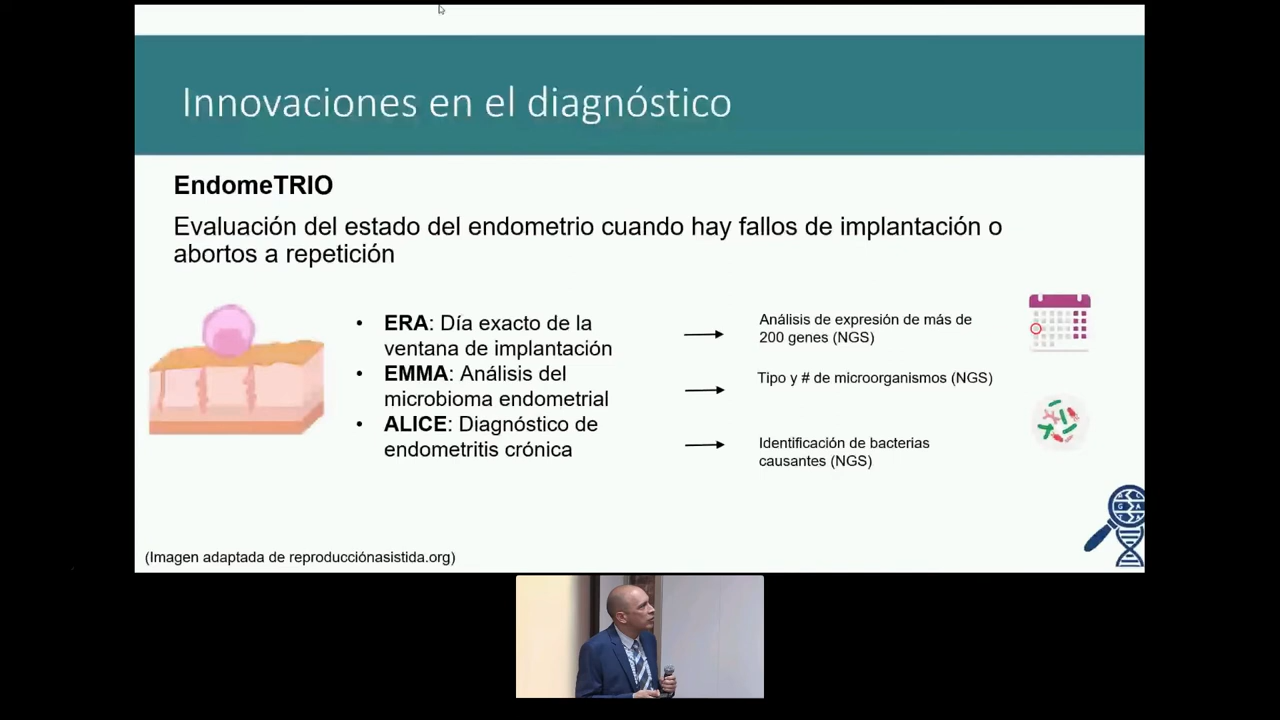 Innovaciones en el diagnóstico
EndomeTRIO
Evaluación del estado del endometrio cuando hay fallos de implantación o
abortos a repetición
• ERA: Día exacto de la
ventana de implantación
• EMMA: Análisis del
microbioma endometrial
• ALICE: Diagnóstico de
endometritis crónica
Análisis de expresión de más de
200 genes (NGS)
Tipo y # de microorganismos (NGS)
Identificación de bacterias
causantes (NGS)
(Imagen adaptada de reproducciónasistida.org)